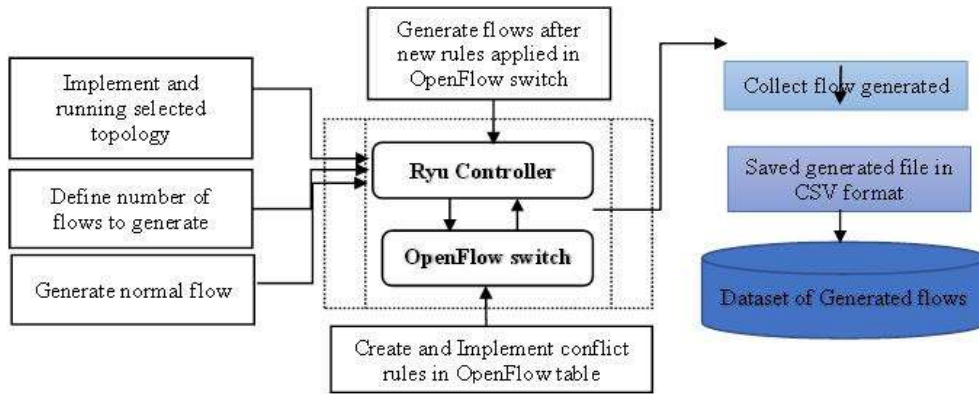 Generate flows after
new rules applied in
OpenFlow switch
Implement and
running selected
topology
Define number of
flows to generate
Generate normal flow
Ryu Controller
OpenFlow switch
Create and Implement conflict
rules in OpenFlow table
Collect flow generated
Saved generated file in
CSV format
Dataset of Generated flows